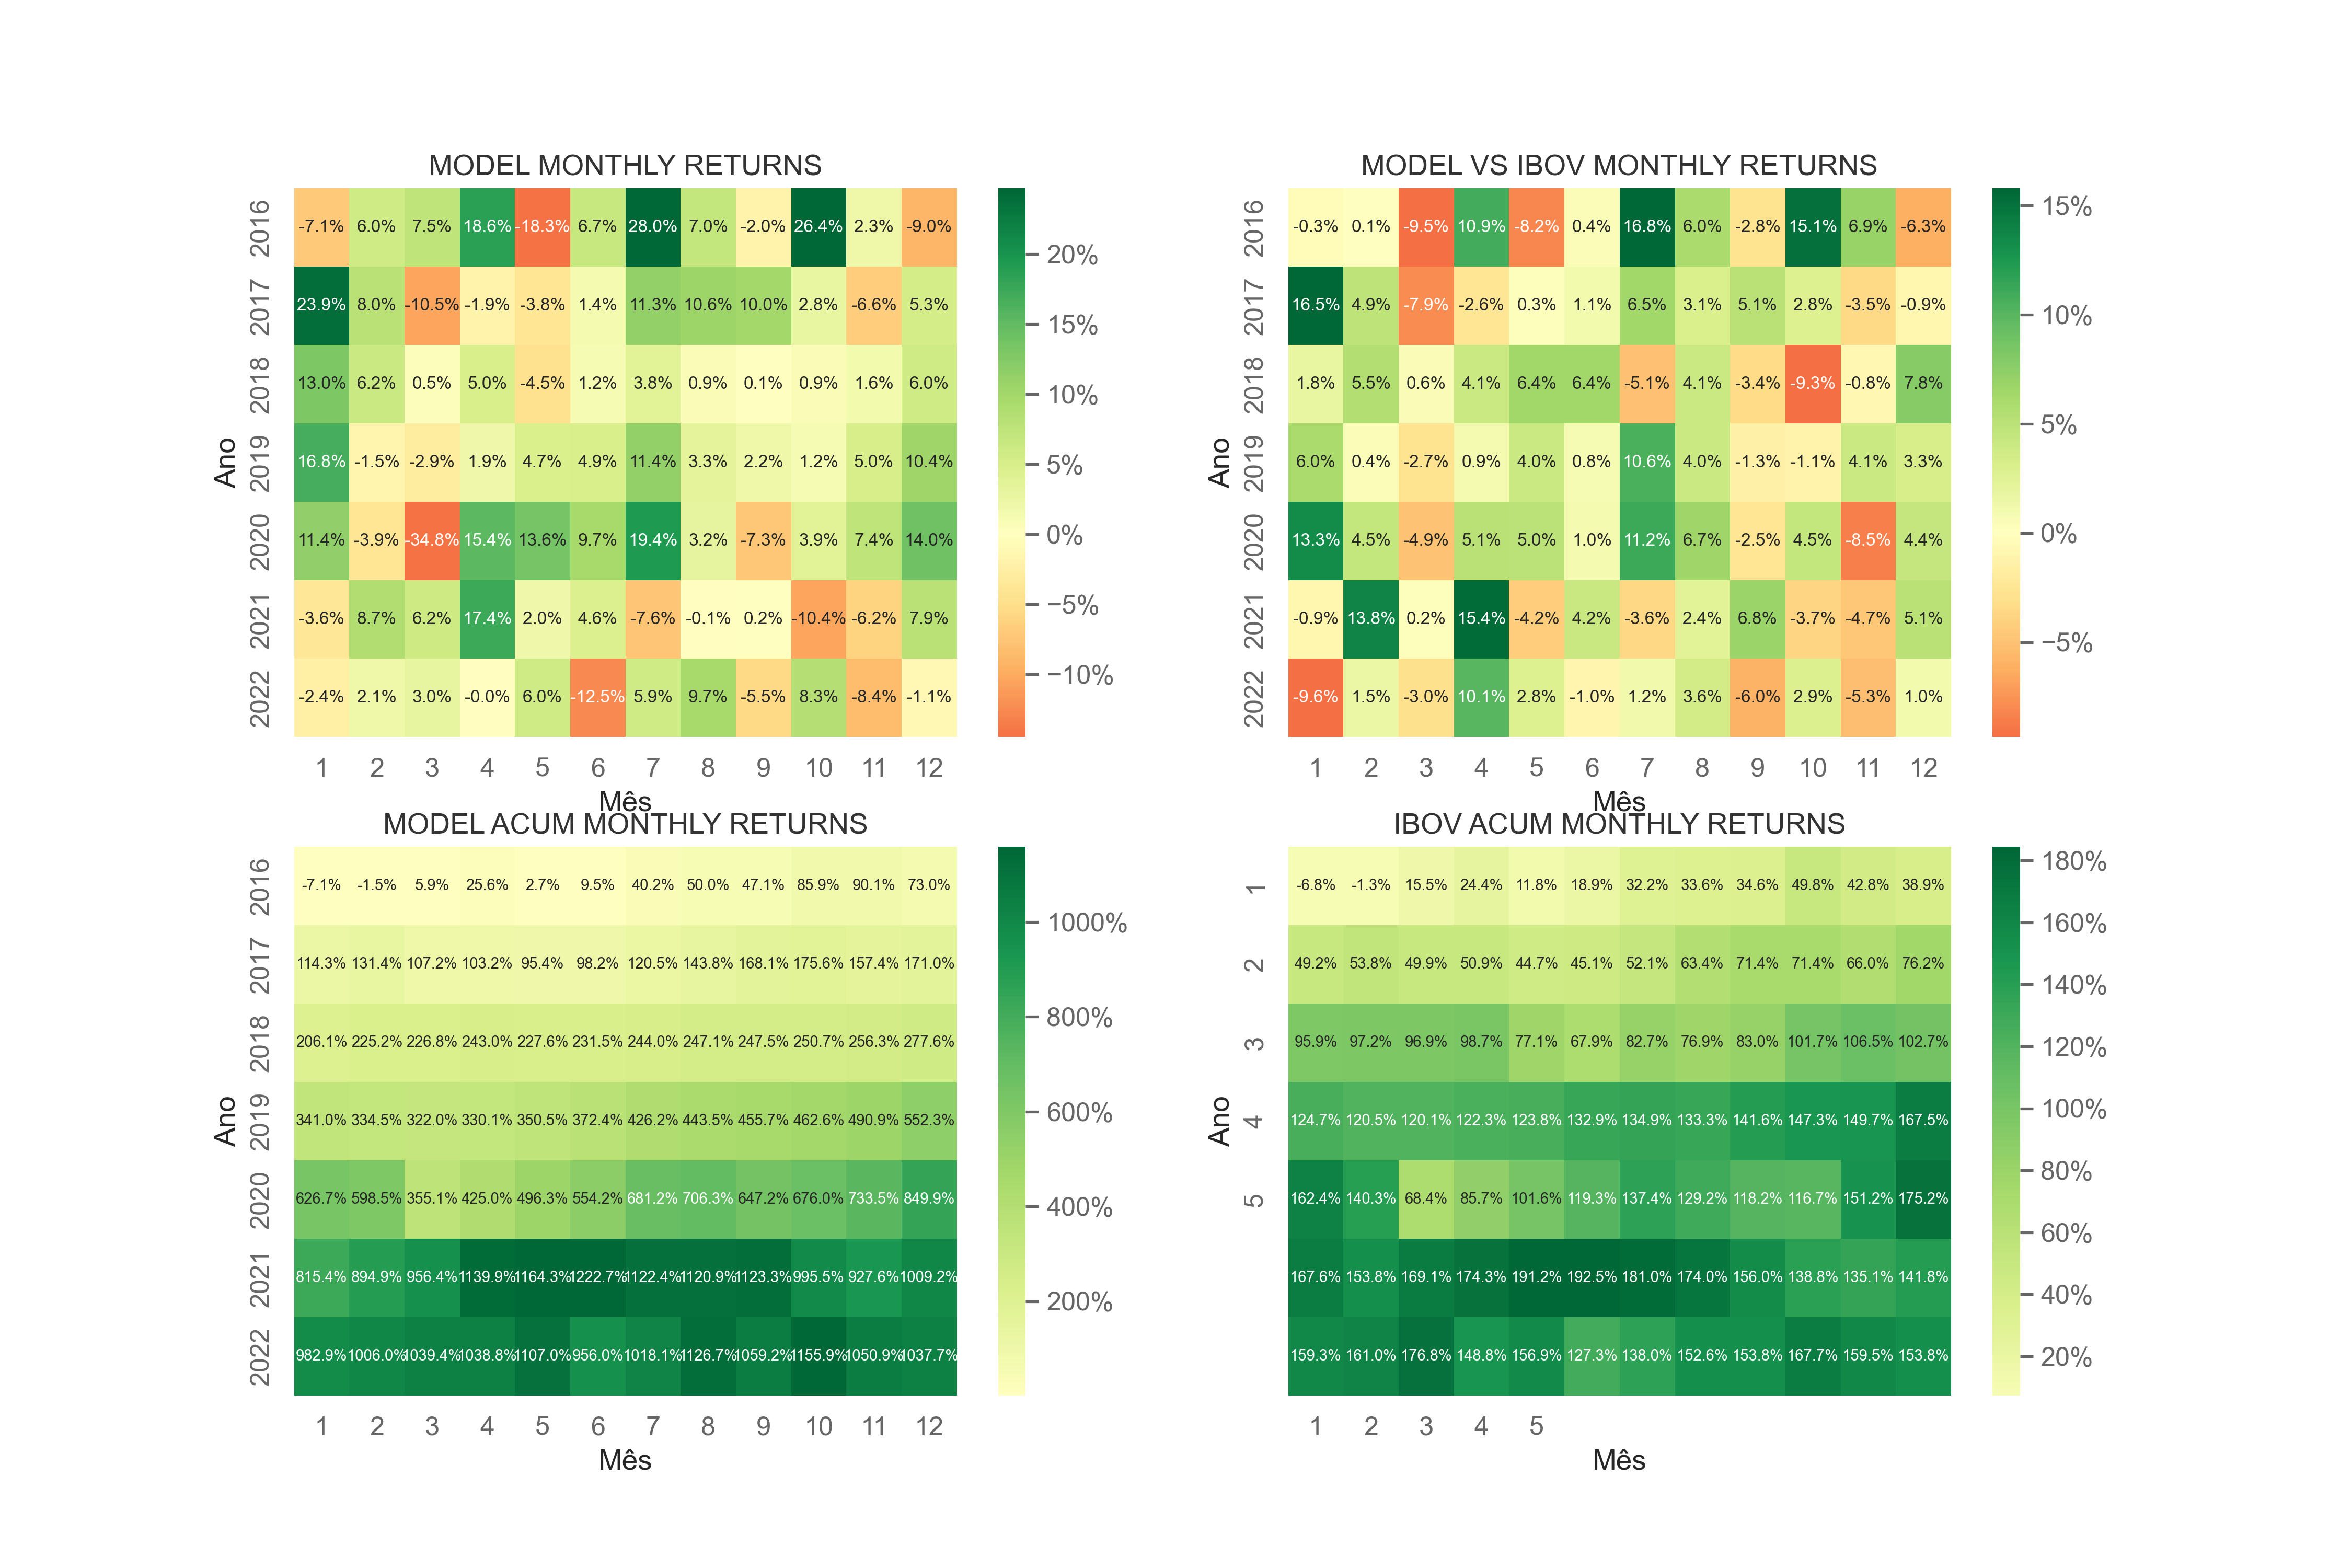 MODEL MONTHLY RETURNS
Ano
2016 -7.1% 6.0% 7.5% 18.6% -18.3% 6.7% 28.0% 7.0% -2.0% 26.4% 2.3% -9.0%
2017 23.9% 8.0% -10.5% -1.9% -3.8% 1.4% 11.3% 10.6% 10.0% 2.8% -6.6% 5.3%
2018 13.0% 6.2% 0.5% 5.0% -4.5% 1.2% 3.8% 0.9% 0.1% 0.9% 1.6% 6.0%
2019 16.8% -1.5% -2.9% 1.9% 4.7% 4.9% 11.4% 3.3% 2.2% 1.2% 5.0% 10.4%
2020 11.4% -3.9% -34.8% 15.4% 13.6% 9.7% 19.4% 3.2% -7.3% 3.9% 7.4% 14.0%
2021 -3.6% 8.7% 6.2% 17.4% 2.0% 4.6% -7.6% -0.1% 0.2% -10.4% -6.2% 7.9%
2022 -2.4% 2.1% 3.0% -0.0% 6.0% -12.5% 5.9% 9.7% -5.5% 8.3% -8.4% -1.1%
1 2 3 4 5 6 7 8 9 10 11 12
Mês
20%
15%
10%
5%
0%
−5%
−10%
MODEL VS IBOV MONTHLY RETURNS
Ano
2016 -0.3% 0.1% -9.5% 10.9% -8.2% 0.4% 16.8% 6.0% -2.8% 15.1% 6.9% -6.3%
2017 16.5% 4.9% -7.9% -2.6% 0.3% 1.1% 6.5% 3.1% 5.1% 2.8% -3.5% -0.9%
2018 1.8% 5.5% 0.6% 4.1% 6.4% 6.4% -5.1% 4.1% -3.4% -9.3% -0.8% 7.8%
2019 6.0% 0.4% -2.7% 0.9% 4.0% 0.8% 10.6% 4.0% -1.3% -1.1% 4.1% 3.3%
2020 13.3% 4.5% -4.9% 5.1% 5.0% 1.0% 11.2% 6.7% -2.5% 4.5% -8.5% 4.4%
2021 -0.9% 13.8% 0.2% 15.4% -4.2% 4.2% -3.6% 2.4% 6.8% -3.7% -4.7% 5.1%
2022 -9.6% 1.5% -3.0% 10.1% 2.8% -1.0% 1.2% 3.6% -6.0% 2.9% -5.3% 1.0%
1 2 3 4 5 6 7 8 9 10 11 12
Mês
15%
10%
5%
0%
−5%
MODEL ACUM MONTHLY RETURNS
Ano
2016 -7.1% -1.5% 5.9% 25.6% 2.7% 9.5% 40.2% 50.0% 47.1% 85.9% 90.1% 73.0%
2017 114.3% 131.4% 107.2% 103.2% 95.4% 98.2% 120.5% 143.8% 168.1% 175.6% 157.4% 171.0%
2018 206.1% 225.2% 226.8% 243.0% 227.6% 231.5% 244.0% 247.1% 247.5% 250.7% 256.3% 277.6%
2019 341.0% 334.5% 322.0% 330.1% 350.5% 372.4% 426.2% 443.5% 455.7% 462.6% 490.9% 552.3%
2020 626.7% 598.5% 355.1% 425.0% 496.3% 554.2% 681.2% 706.3% 647.2% 676.0% 733.5% 849.9%
2021 815.4% 894.9% 956.4% 1139.9% 1164.3% 1222.7% 1122.4% 1120.9% 1123.3% 995.5% 927.6% 1009.2%
2022 982.9% 1006.0% 1039.4% 1038.8% 1107.0% 956.0% 1018.1% 1126.7% 1059.2% 1155.9% 1050.9% 1037.7%
1 2 3 4 5 6 7 8 9 10 11 12
Mês
1000%
800%
600%
400%
200%
IBOV ACUM MONTHLY RETURNS
Ano
1 -6.8% -1.3% 15.5% 24.4% 11.8% 18.9% 32.2% 33.6% 34.6% 49.8% 42.8% 38.9%
2 49.2% 53.8% 49.9% 50.9% 44.7% 45.1% 52.1% 63.4% 71.4% 71.4% 66.0% 76.2%
3 95.9% 97.2% 96.9% 98.7% 77.1% 67.9% 82.7% 76.9% 83.0% 101.7% 106.5% 102.7%
4 124.7% 120.5% 120.1% 122.3% 123.8% 132.9% 134.9% 133.3% 141.6% 147.3% 149.7% 167.5%
5 162.4% 140.3% 68.4% 85.7% 101.6% 119.3% 137.4% 129.2% 118.2% 116.7% 151.2% 175.2%
167.6% 153.8% 169.1% 174.3% 191.2% 192.5% 181.0% 174.0% 156.0% 138.8% 135.1% 141.8%
159.3% 161.0% 176.8% 148.8% 156.9% 127.3% 138.0% 152.6% 153.8% 167.7% 159.5% 153.8%
1 2 3 4 5
Mês
180%
160%
140%
120%
100%
80%
60%
40%
20%